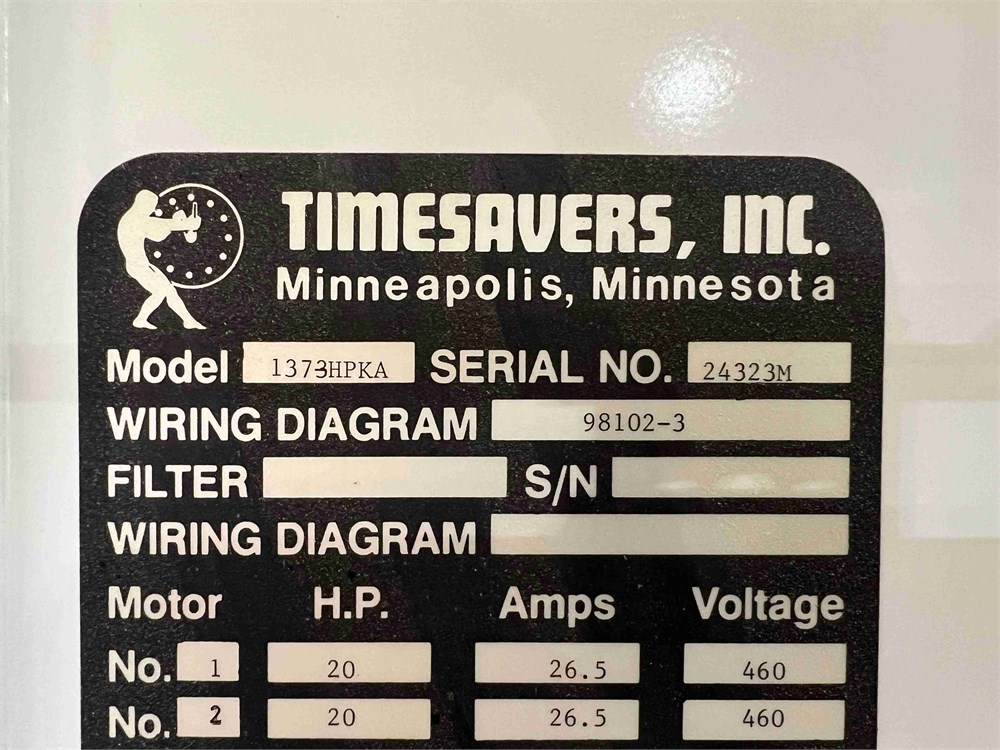 TIMESAVERS, INC.
Minneapolis, Minnesota
Model 1373HPKA SERIAL NO. 24323M
WIRING DIAGRAM 98102-3
FILTER S/N
WIRING DIAGRAM
Motor H.P. Amps Voltage
No. 1 20 26.5 460
No. 2 20 26.5 460